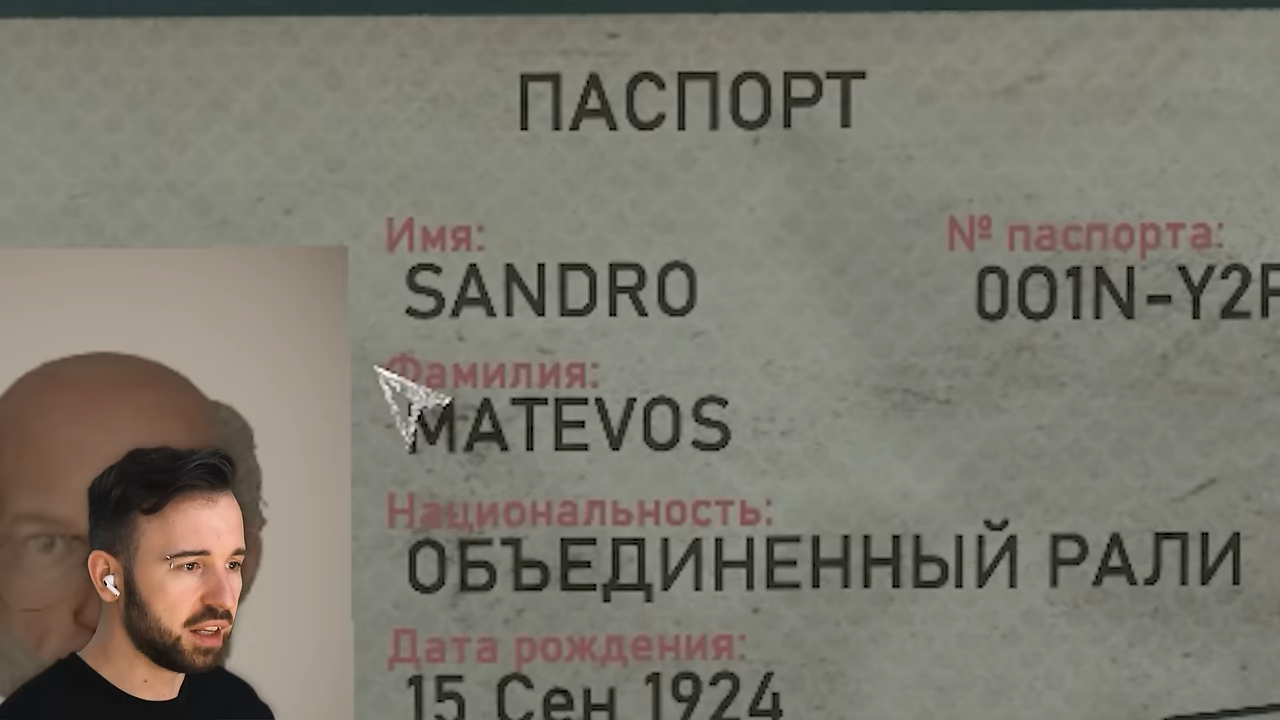 ПАСПОРТ
Имя:
№ паспорта:
SANDRO
Фамилия:
MATEVOS
Национальность:
ОБЪЕДИНЕННЫЙ РАЛИ
Дата рождения:
15 Сен 1924